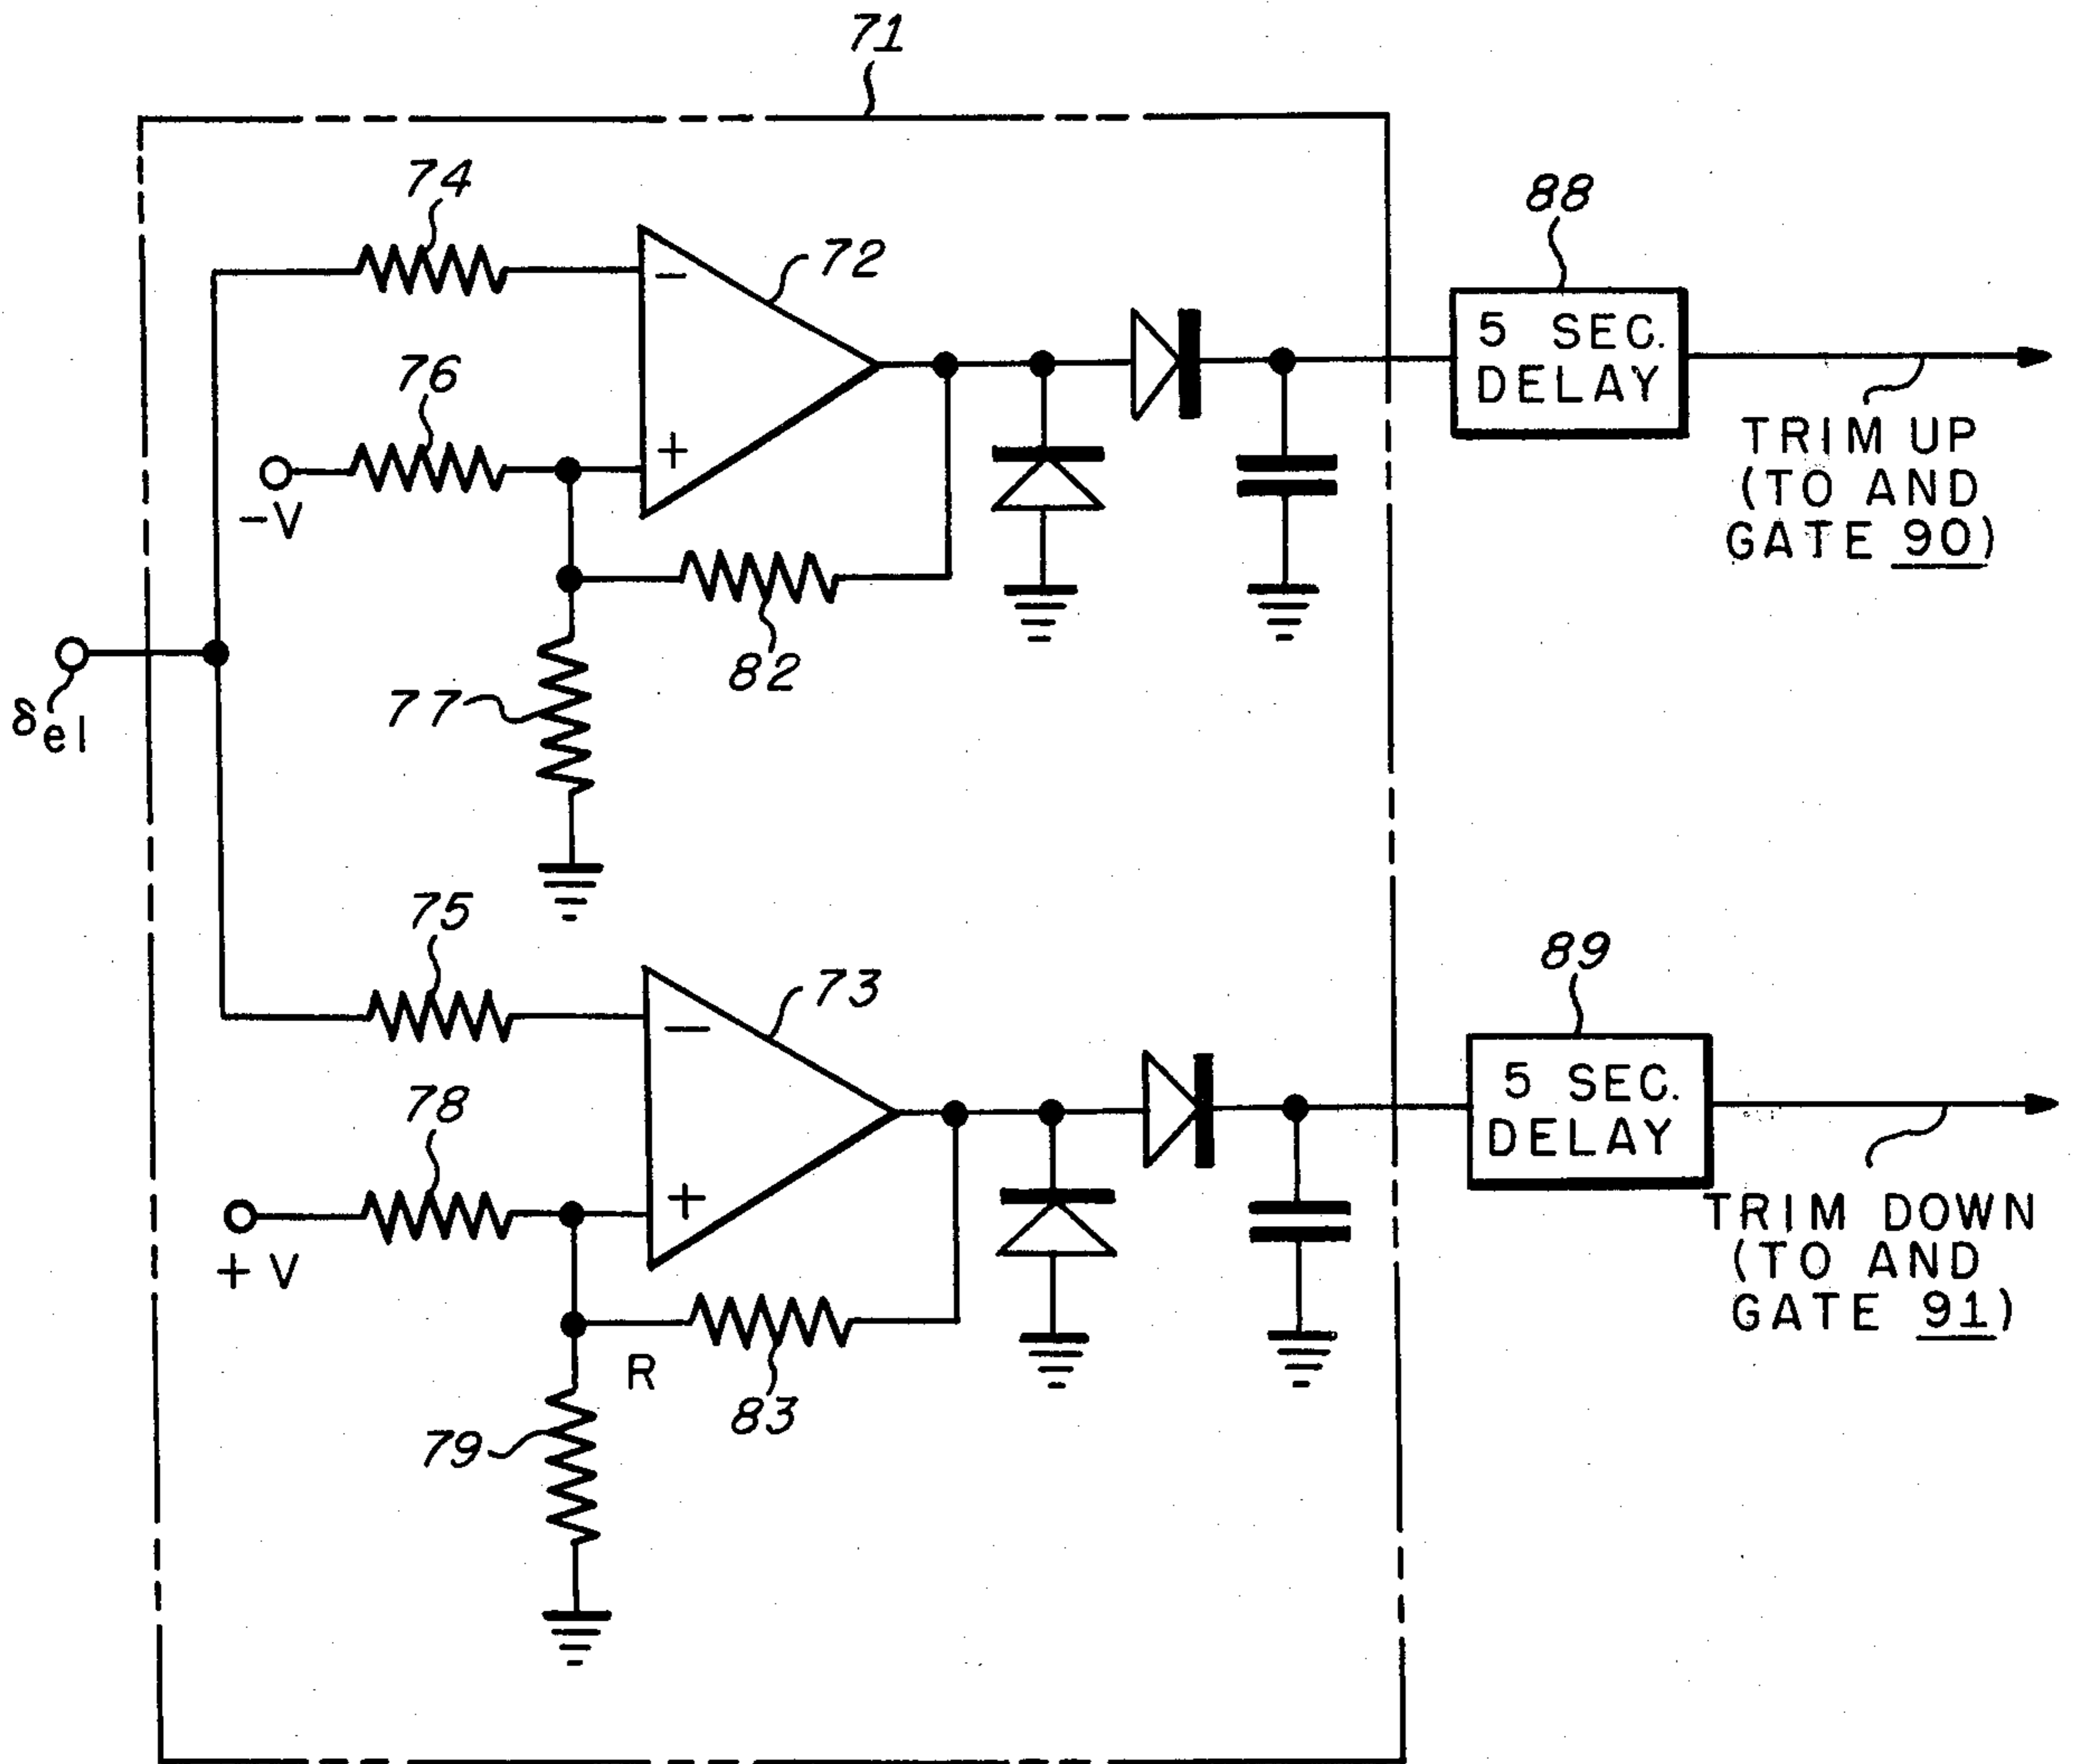 71
74
72
88
5 SEC.
DELAY
76
-V
TRIM UP
(TO AND
GATE 90)
82
δel
77
75
73
89
5 SEC.
DELAY
78
+V
TRIM DOWN
(TO AND
GATE 91)
R
83
79
−
+
−
+